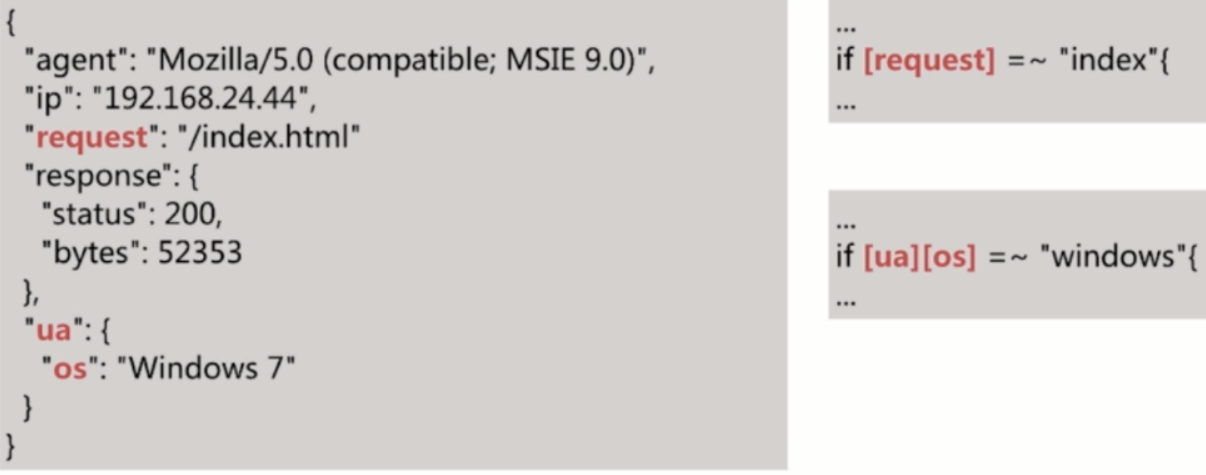 {
"agent": "Mozilla/5.0 (compatible; MSIE 9.0)",
"ip": "192.168.24.44",
"request": "/index.html"
"response": {
"status": 200,
"bytes": 52353
},
"ua": {
"os": "Windows 7"
}
}
...
if [request] =~ "index"{
...
...
if [ua][os] =~ "windows"{
...